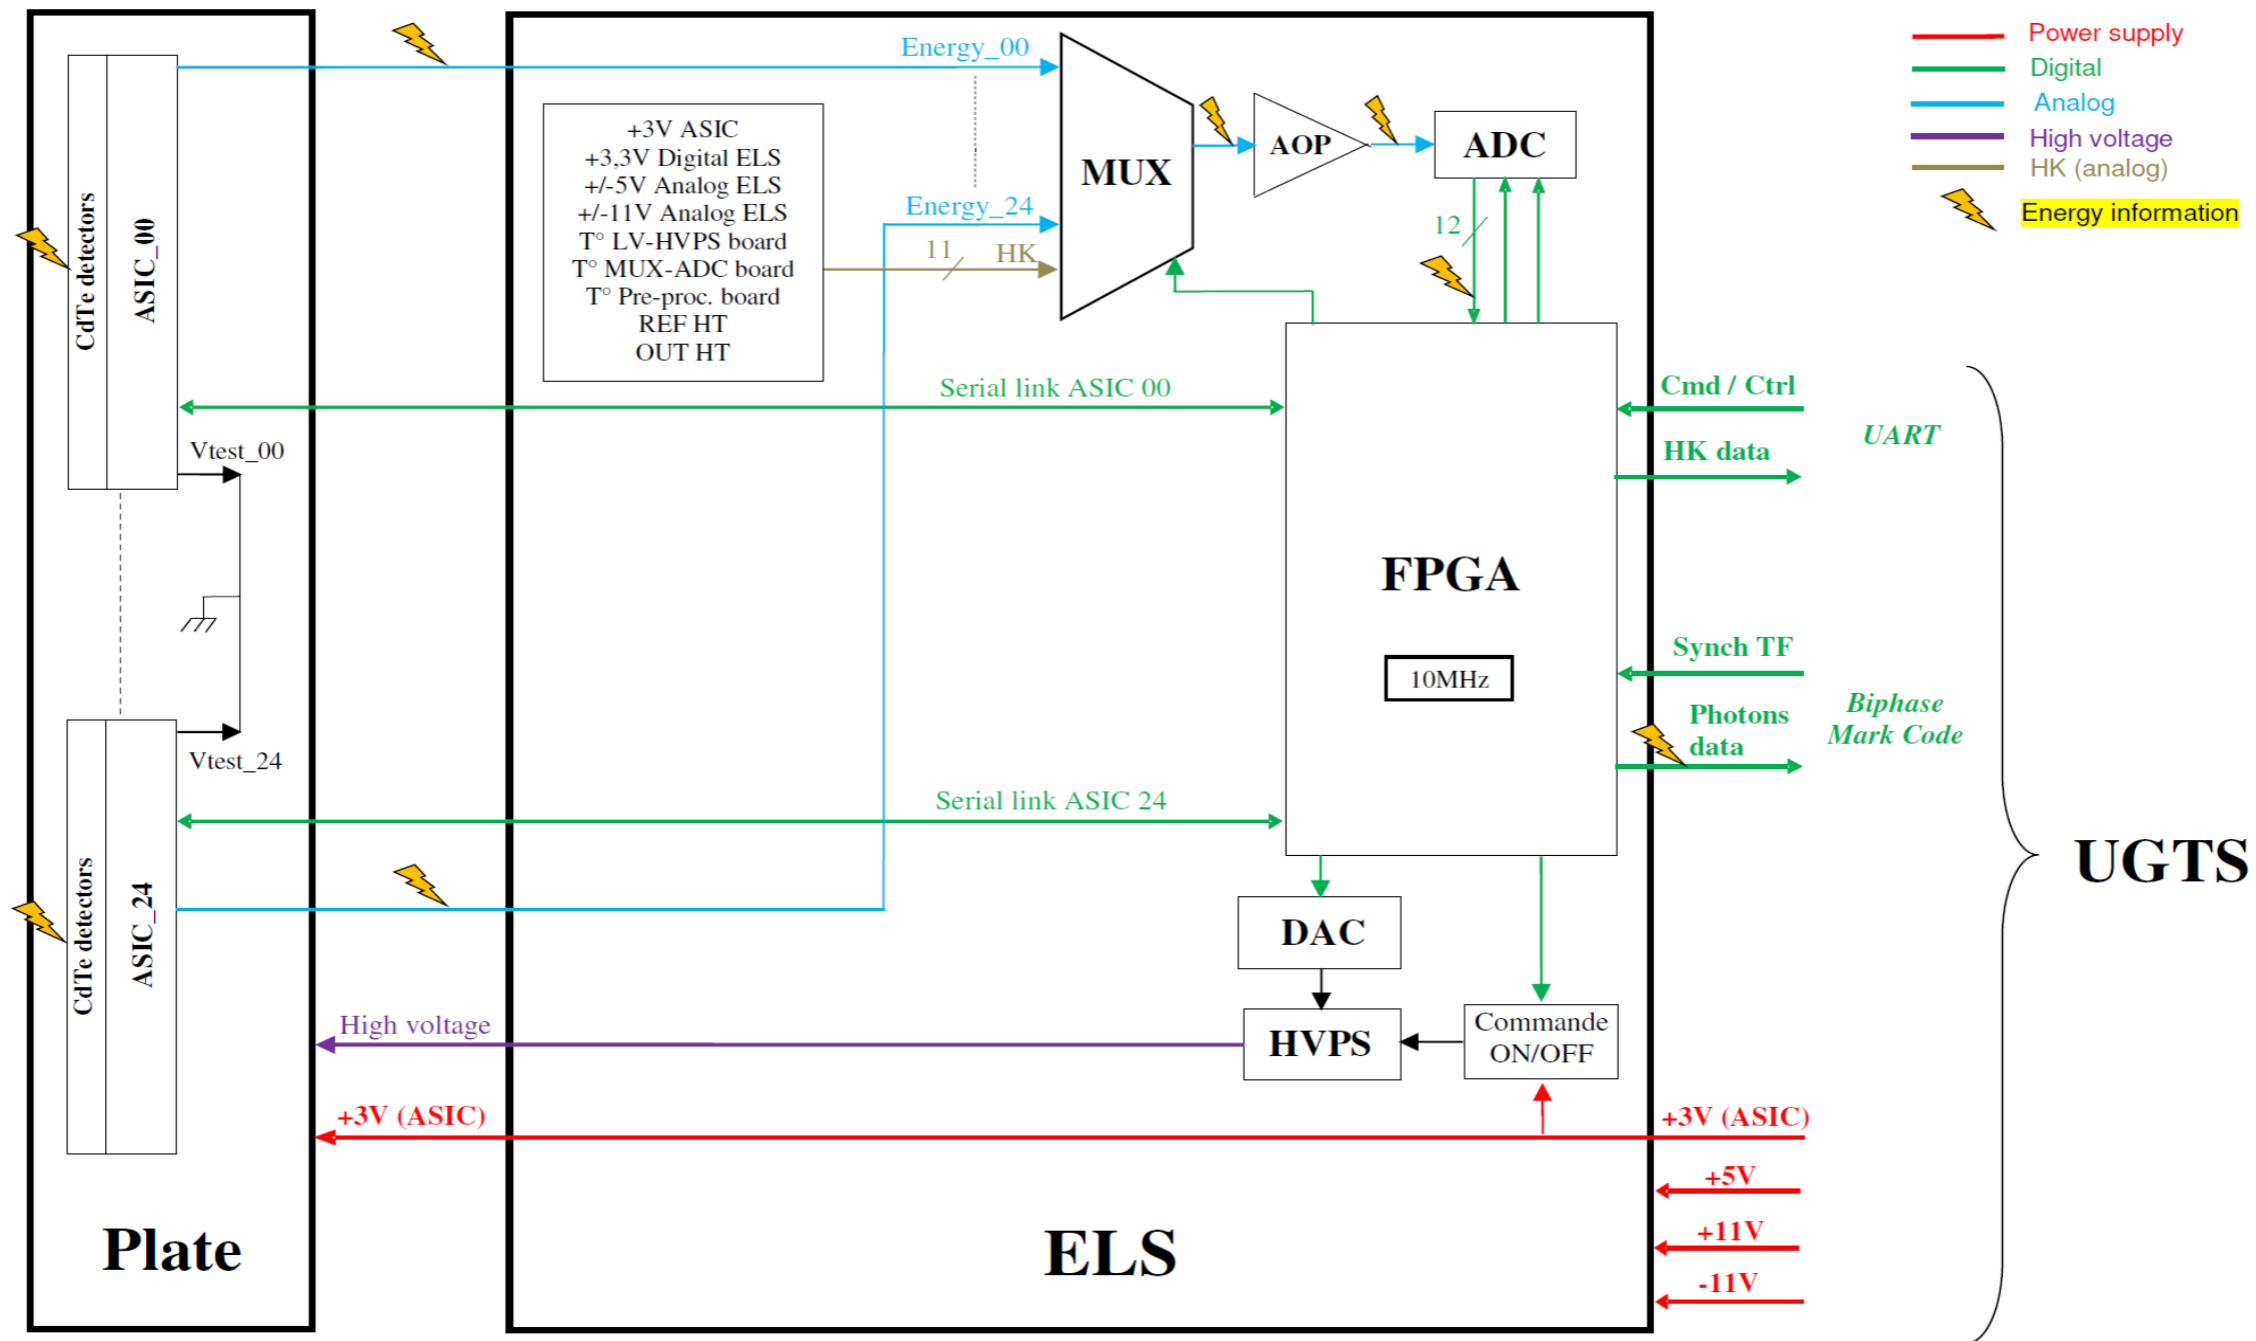 Energy_00
Power supply
Digital
Analog
High voltage
HK (analog)
Energy information
+3V ASIC
+3,3V Digital ELS
+/-5V Analog ELS
+/-11V Analog ELS
T° LV-HVPS board
T° MUX-ADC board
T° Pre-proc. board
REF HT
OUT HT
MUX
AOP
ADC
Energy_24
11
HK
12
CdTe detectors
ASIC_00
Serial link ASIC 00
Cmd / Ctrl
UART
HK data
Vtest_00
FPGA
10MHz
Synch TF
Photons
data
Biphase
Mark Code
Vtest_24
Serial link ASIC 24
CdTe detectors
ASIC_24
UGTS
DAC
High voltage
HVPS
Commande
ON/OFF
+3V (ASIC)
+3V (ASIC)
+5V
+11V
-11V
Plate
ELS